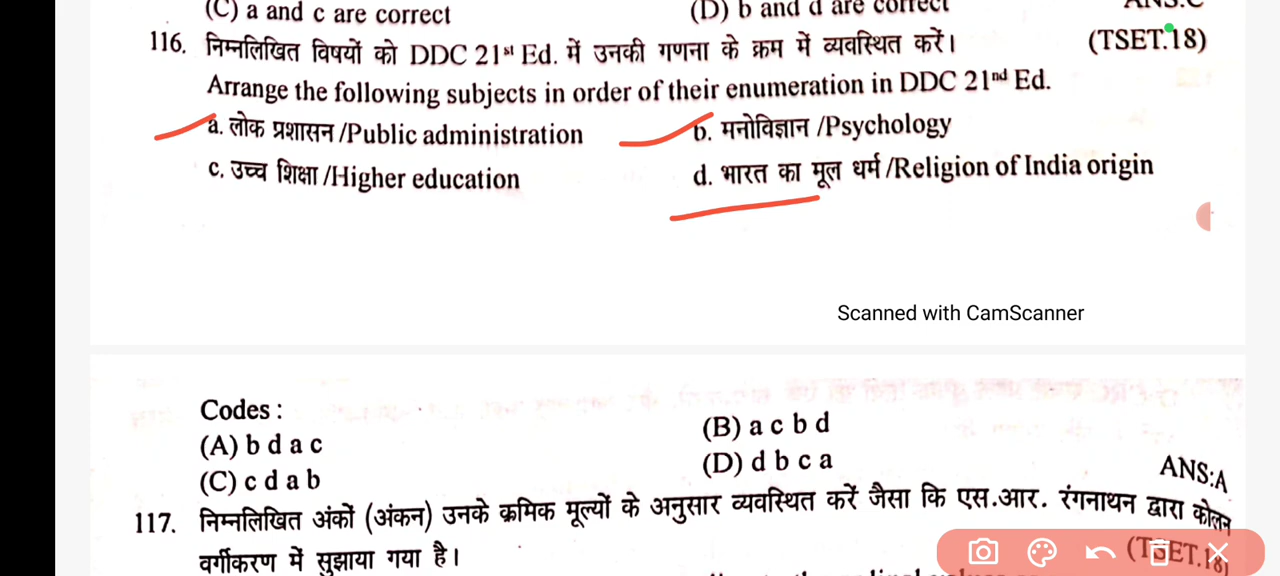 (C) a and c are correct
(D) b and d are correct
ANS:C
116. निम्नलिखित विषयों को DDC 21ˢᵗ Ed. में उनकी गणना के क्रम में व्यवस्थित करें।
(TSET.18)
Arrange the following subjects in order of their enumeration in DDC 21ⁿᵈ Ed.
a. लोक प्रशासन /Public administration
b. मनोविज्ञान /Psychology
c. उच्च शिक्षा /Higher education
d. भारत का मूल धर्म /Religion of India origin
Scanned with CamScanner
Codes :
(A) b d a c
(B) a c b d
(C) c d a b
(D) d b c a
ANS:A
117. निम्नलिखित अंकों (अंकन) उनके क्रमिक मूल्यों के अनुसार व्यवस्थित करें जैसा कि एस.आर. रंगनाथन द्वारा कोलन
वर्गीकरण में सुझाया गया है।
(TSET.18)